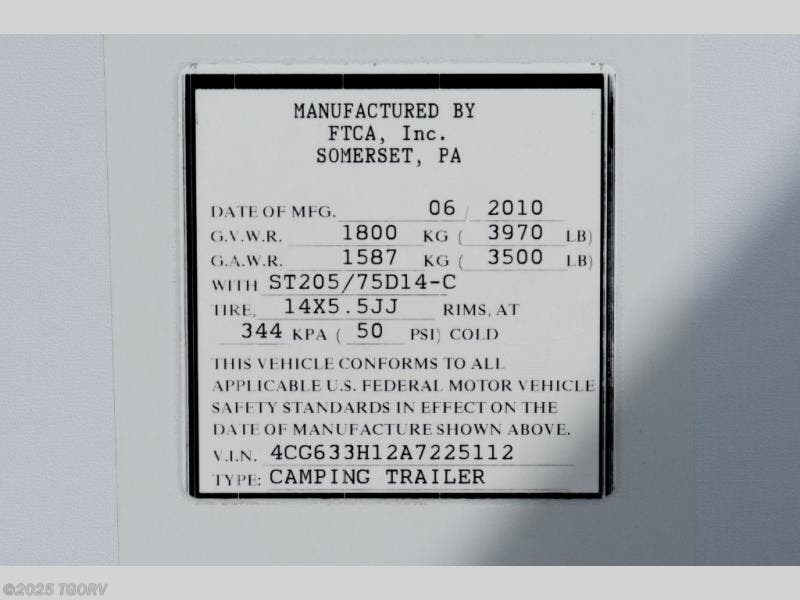 MANUFACTURED BY
FTCA, Inc.
SOMERSET, PA
DATE OF MFG. 06 / 2010
G.V.W.R. 1800 KG ( 3970 LB)
G.A.W.R. 1587 KG ( 3500 LB)
WITH ST205/75D14-C
TIRE, 14X5.5JJ RIMS, AT
344 KPA ( 50 PSI) COLD
THIS VEHICLE CONFORMS TO ALL
APPLICABLE U.S. FEDERAL MOTOR VEHICLE
SAFETY STANDARDS IN EFFECT ON THE
DATE OF MANUFACTURE SHOWN ABOVE.
V.I.N. 4CG633H12A7225112
TYPE: CAMPING TRAILER
©2025 TGORV